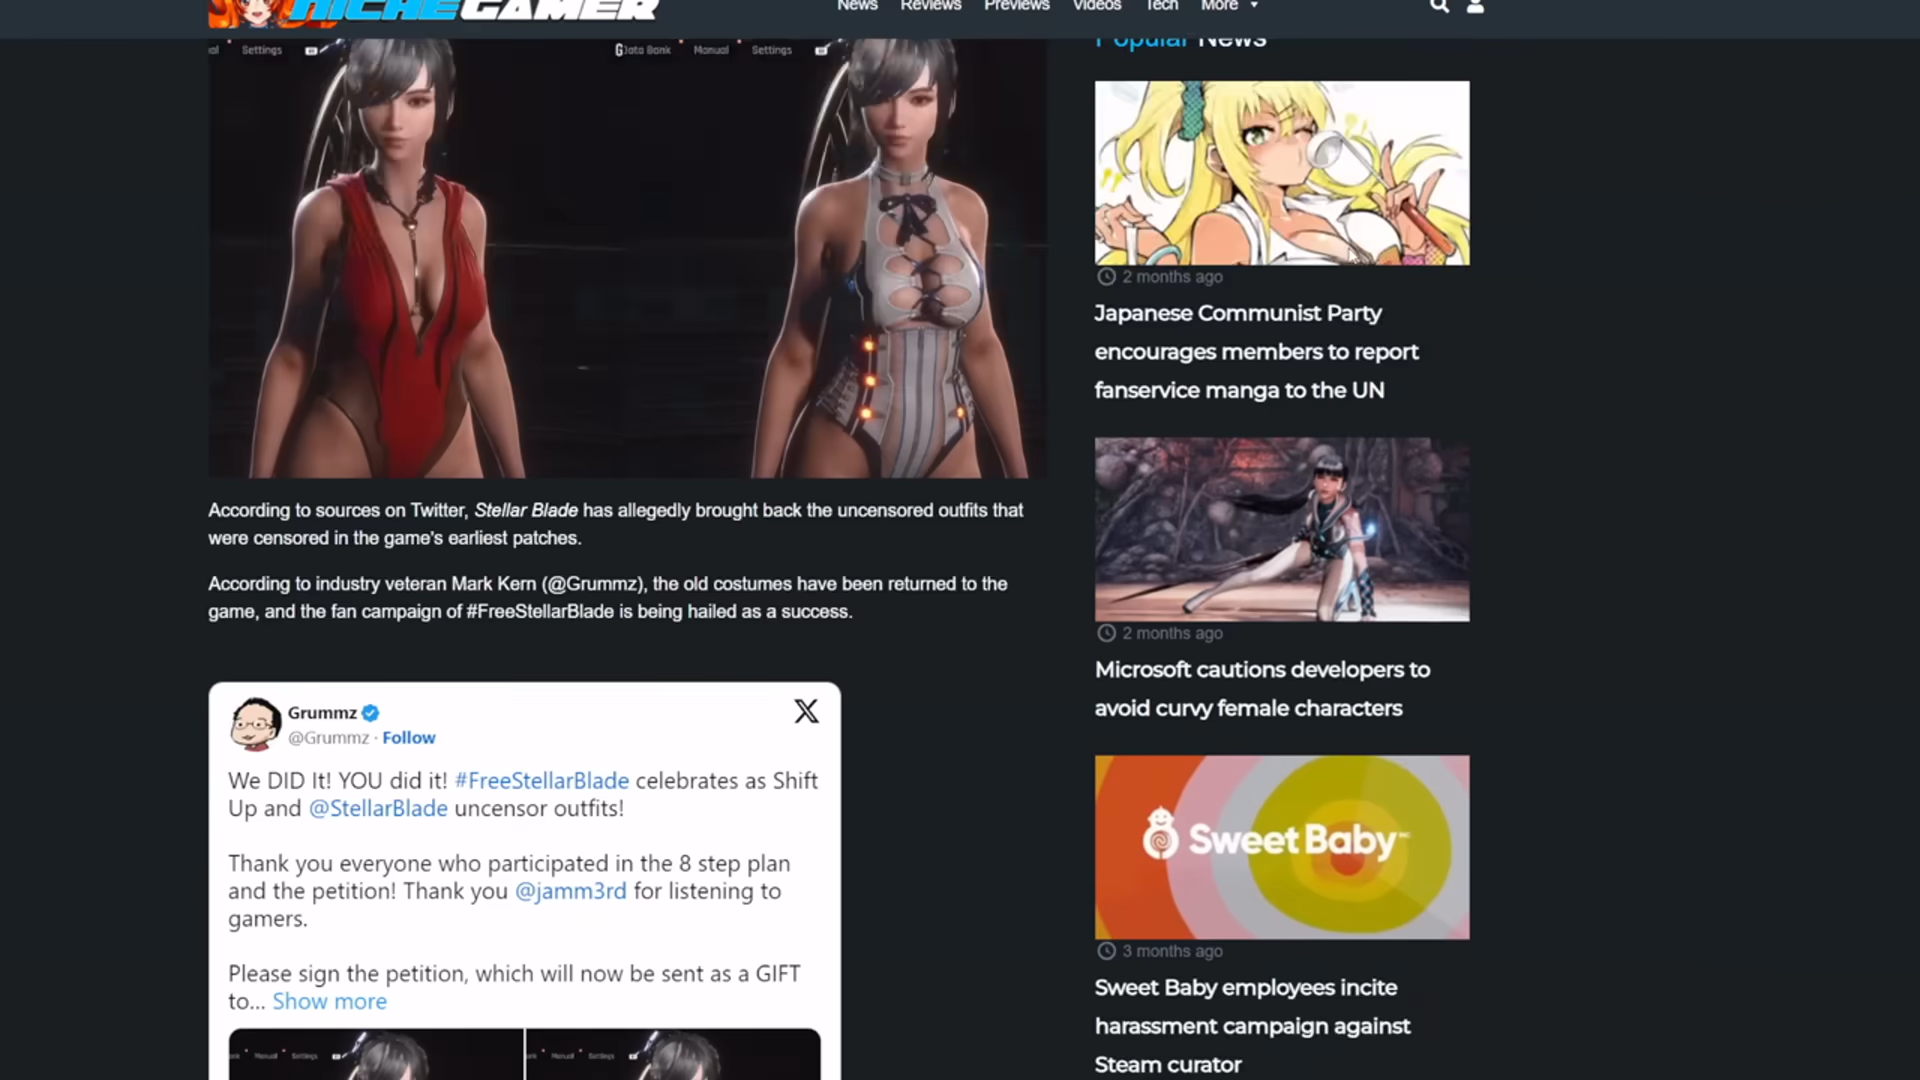 NICHEGAMER
News Reviews Previews Videos Tech More
al Settings
Data Bank Manual Settings
According to sources on Twitter, Stellar Blade has allegedly brought back the uncensored outfits that
were censored in the game's earliest patches.
According to industry veteran Mark Kern (@Grummz), the old costumes have been returned to the
game, and the fan campaign of #FreeStellarBlade is being hailed as a success.
Grummz
@Grummz · Follow
We DID It! YOU did it! #FreeStellarBlade celebrates as Shift
Up and @StellarBlade uncensor outfits!
Thank you everyone who participated in the 8 step plan
and the petition! Thank you @jamm3rd for listening to
gamers.
Please sign the petition, which will now be sent as a GIFT
to... Show more
Manual Settings
Manual Settings
Popular News
2 months ago
Japanese Communist Party
encourages members to report
fanservice manga to the UN
2 months ago
Microsoft cautions developers to
avoid curvy female characters
Sweet Baby
3 months ago
Sweet Baby employees incite
harassment campaign against
Steam curator